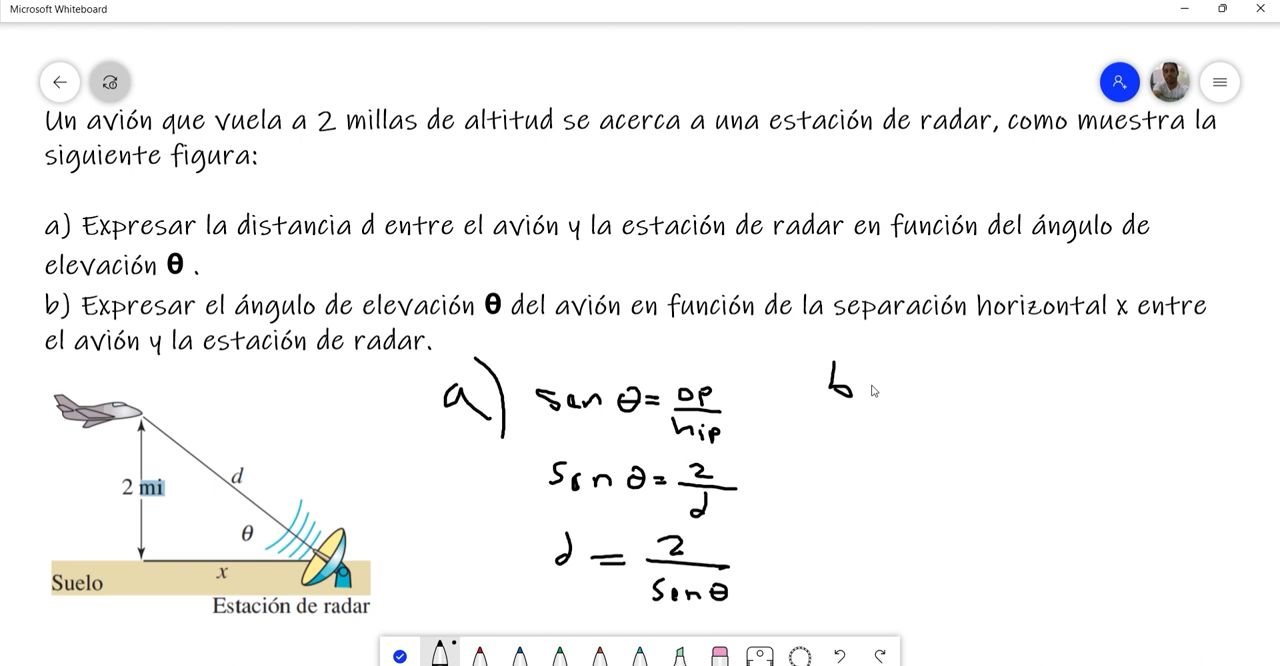 Microsoft Whiteboard
Un avión que vuela a 2 millas de altitud se acerca a una estación de radar, como muestra la
siguiente figura:
a) Expresar la distancia d entre el avión y la estación de radar en función del ángulo de
elevación θ .
b) Expresar el ángulo de elevación θ del avión en función de la separación horizontal x entre
el avión y la estación de radar.
2 mi
d
θ
x
Suelo
Estación de radar
a) sen θ = op/hip
sen θ = 2/d
d = 2/senθ
b